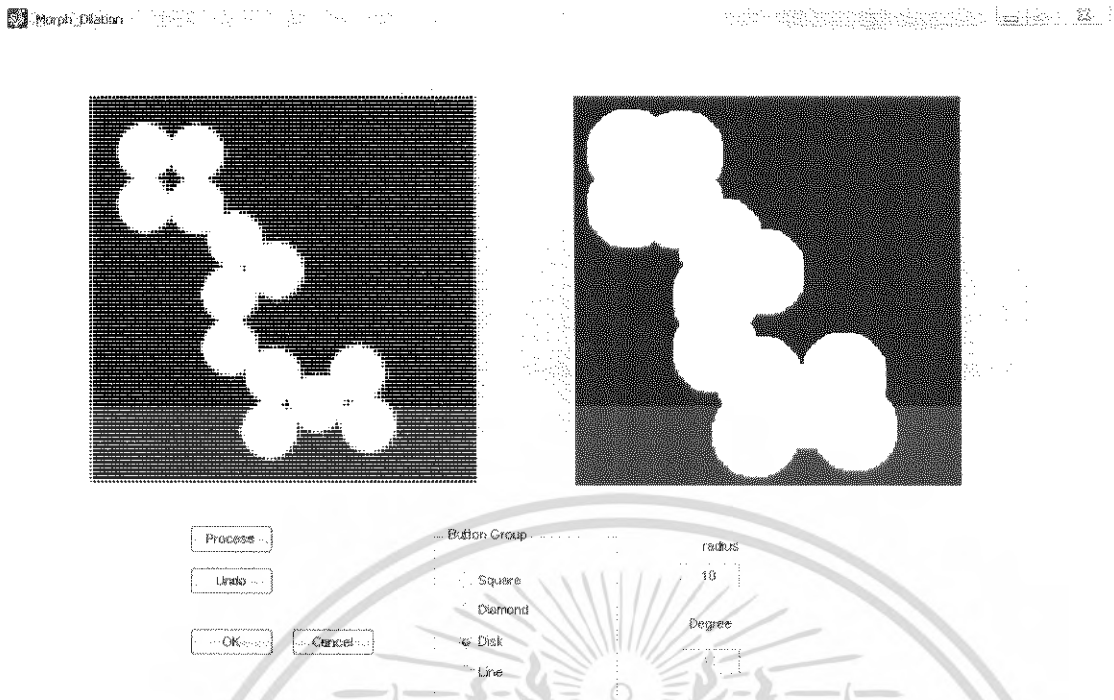 Morph_Dilation
Process
Undo
OK
Cancel
Button Group
Square
Diamond
Disk
Line
radius
10
Degree